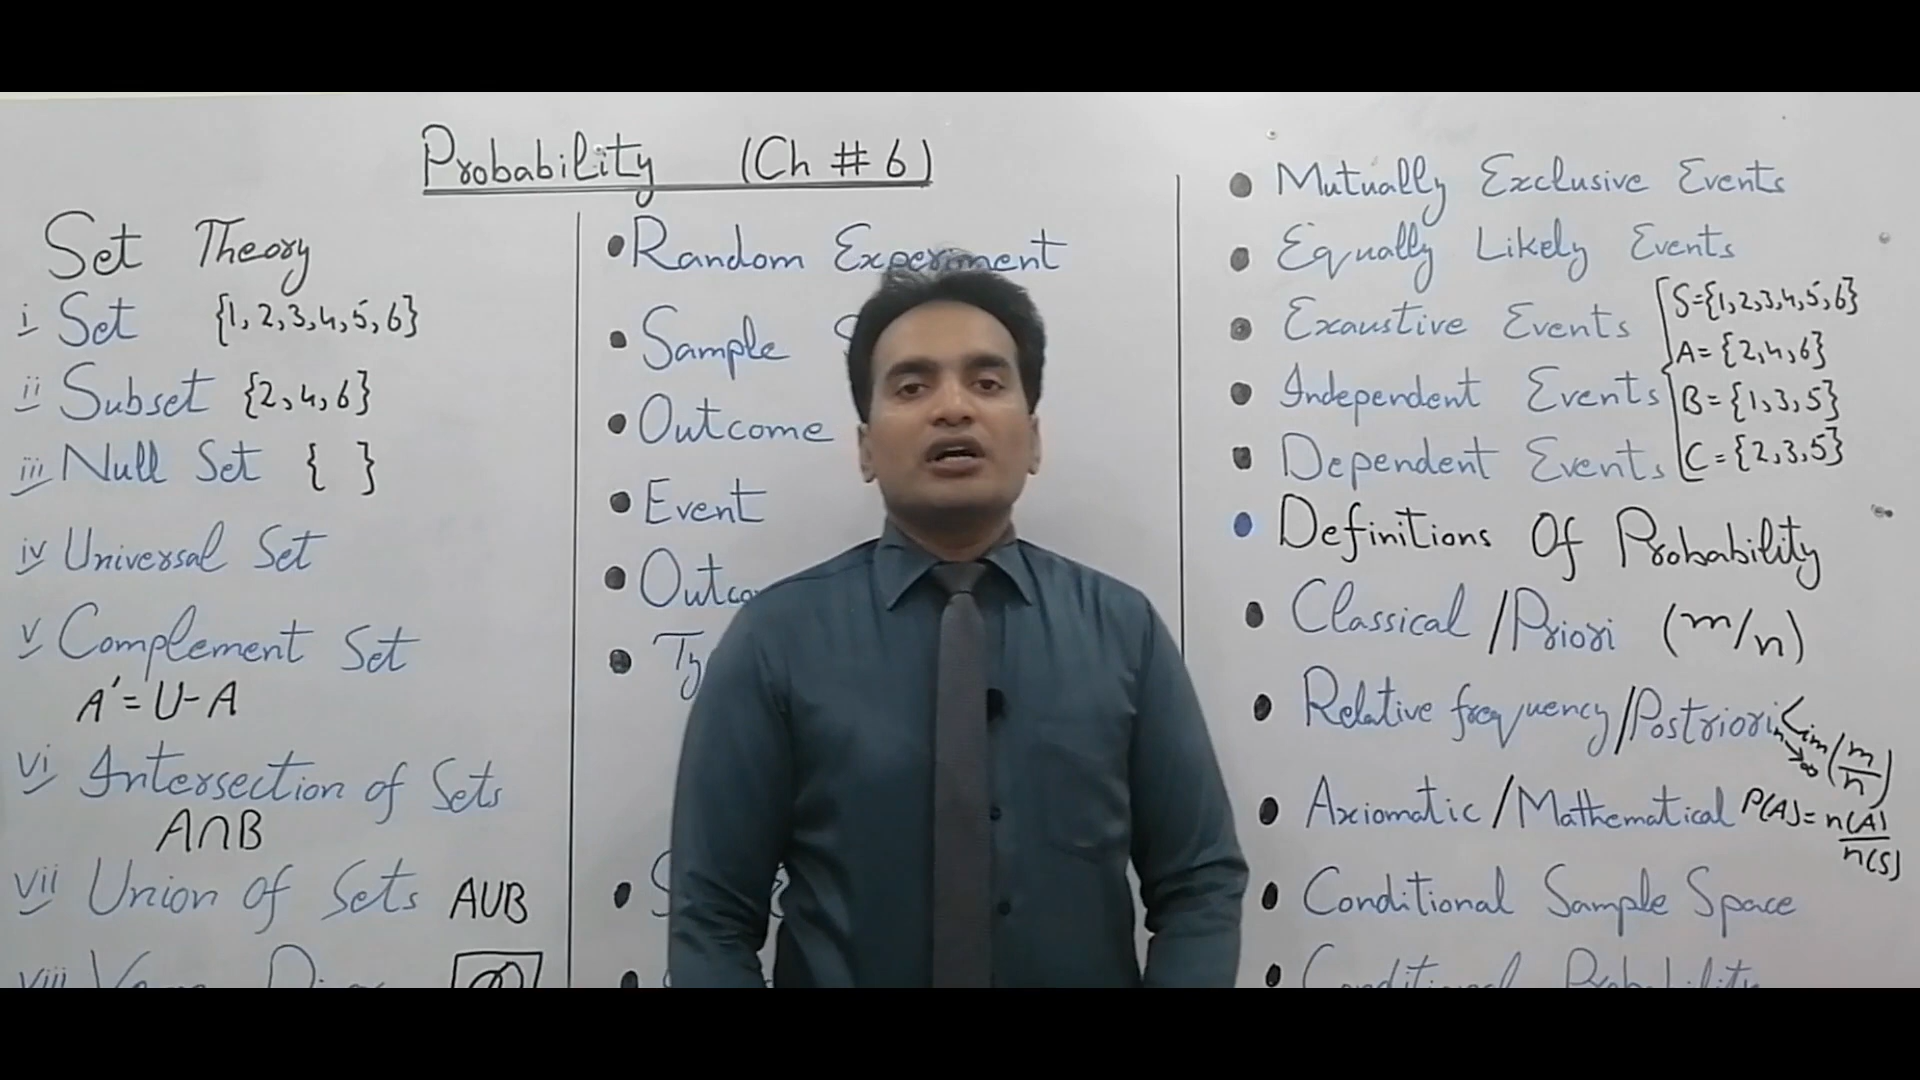 Probability (Ch # 6)
Set Theory
i Set {1,2,3,4,5,6}
ii Subset {2,4,6}
iii Null Set { }
iv Universal Set
v Complement Set
A' = U - A
vi Intersection of Sets
A∩B
vii Union of Sets AUB
viii
• Random Experiment
• Sample
• Outcome
• Event
• Mutually Exclusive Events
• Equally Likely Events
• Exaustive Events
• Independent Events
• Dependent Events
S={1,2,3,4,5,6}
A= {2,4,6}
B= {1,3,5}
C= {2,3,5}
• Definitions Of Probability
• Classical /Priori (m/n)
• Relative frequency/Postriori Lim n→∞ (m/n)
• Axiomatic /Mathematical P(A)= n(A)/n(S)
• Conditional Sample Space
• Conditional Probability